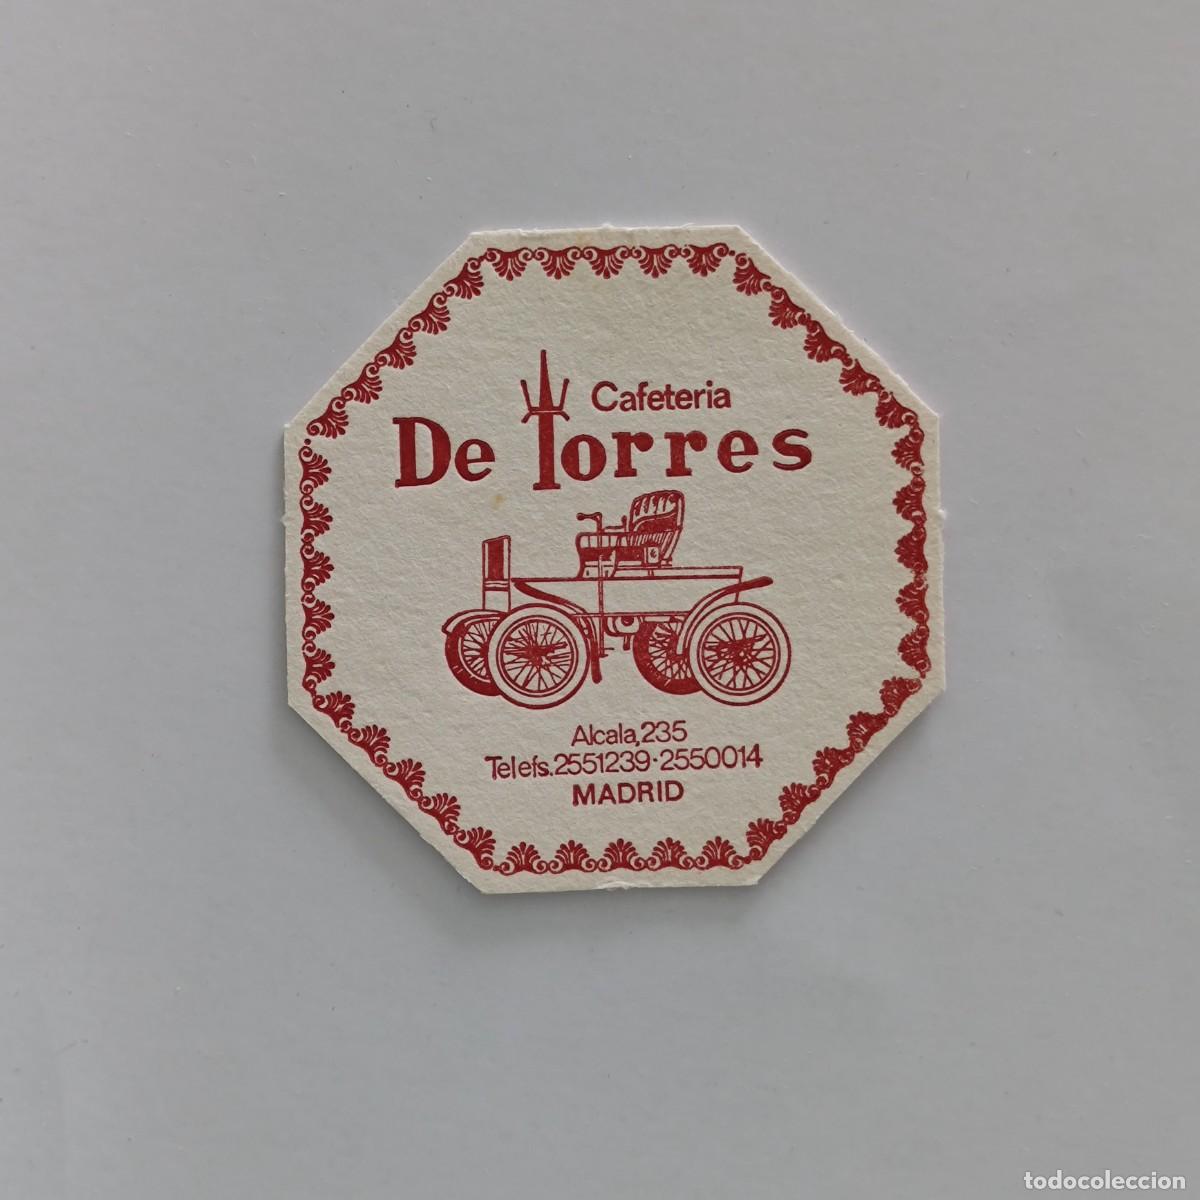 Cafeteria
De Torres
Alcala, 235
Telefs. 2551239 - 2550014
MADRID
todocoleccion